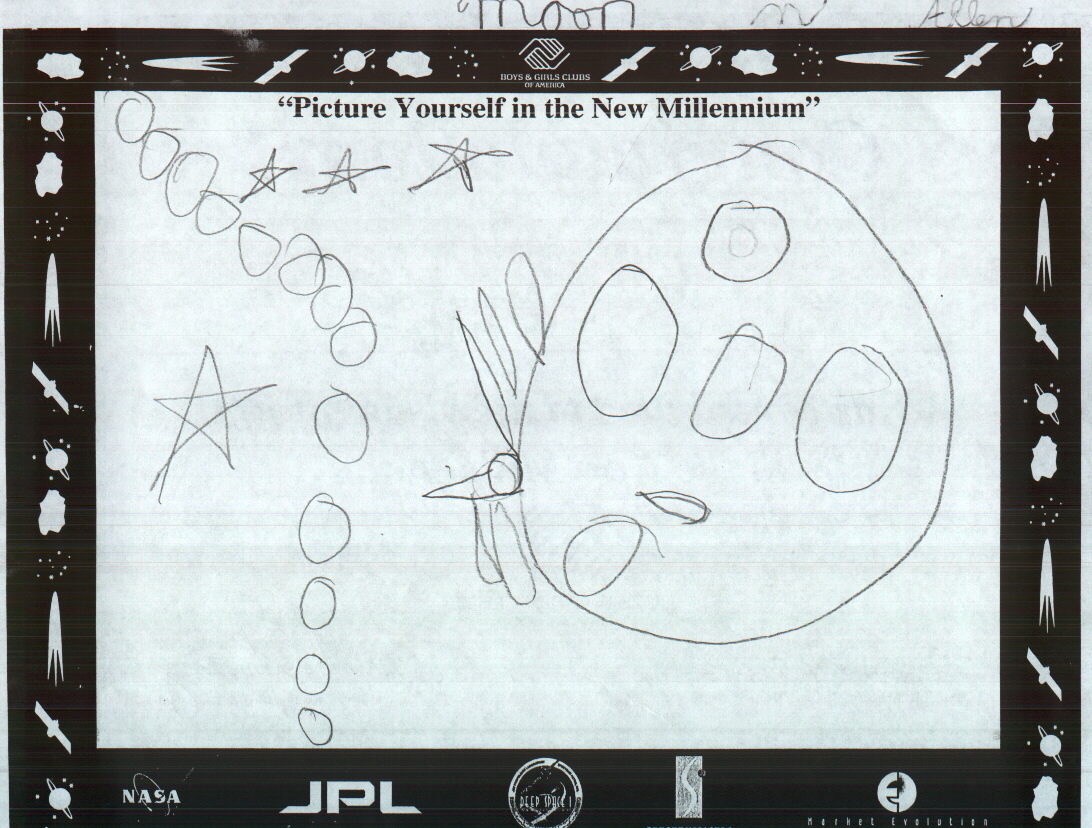 "moon
Allen
BOYS & GIRLS CLUBS
OF AMERICA
“Picture Yourself in the New Millennium”
NASA
JPL
DEEP SPACE 1
Market Evolution